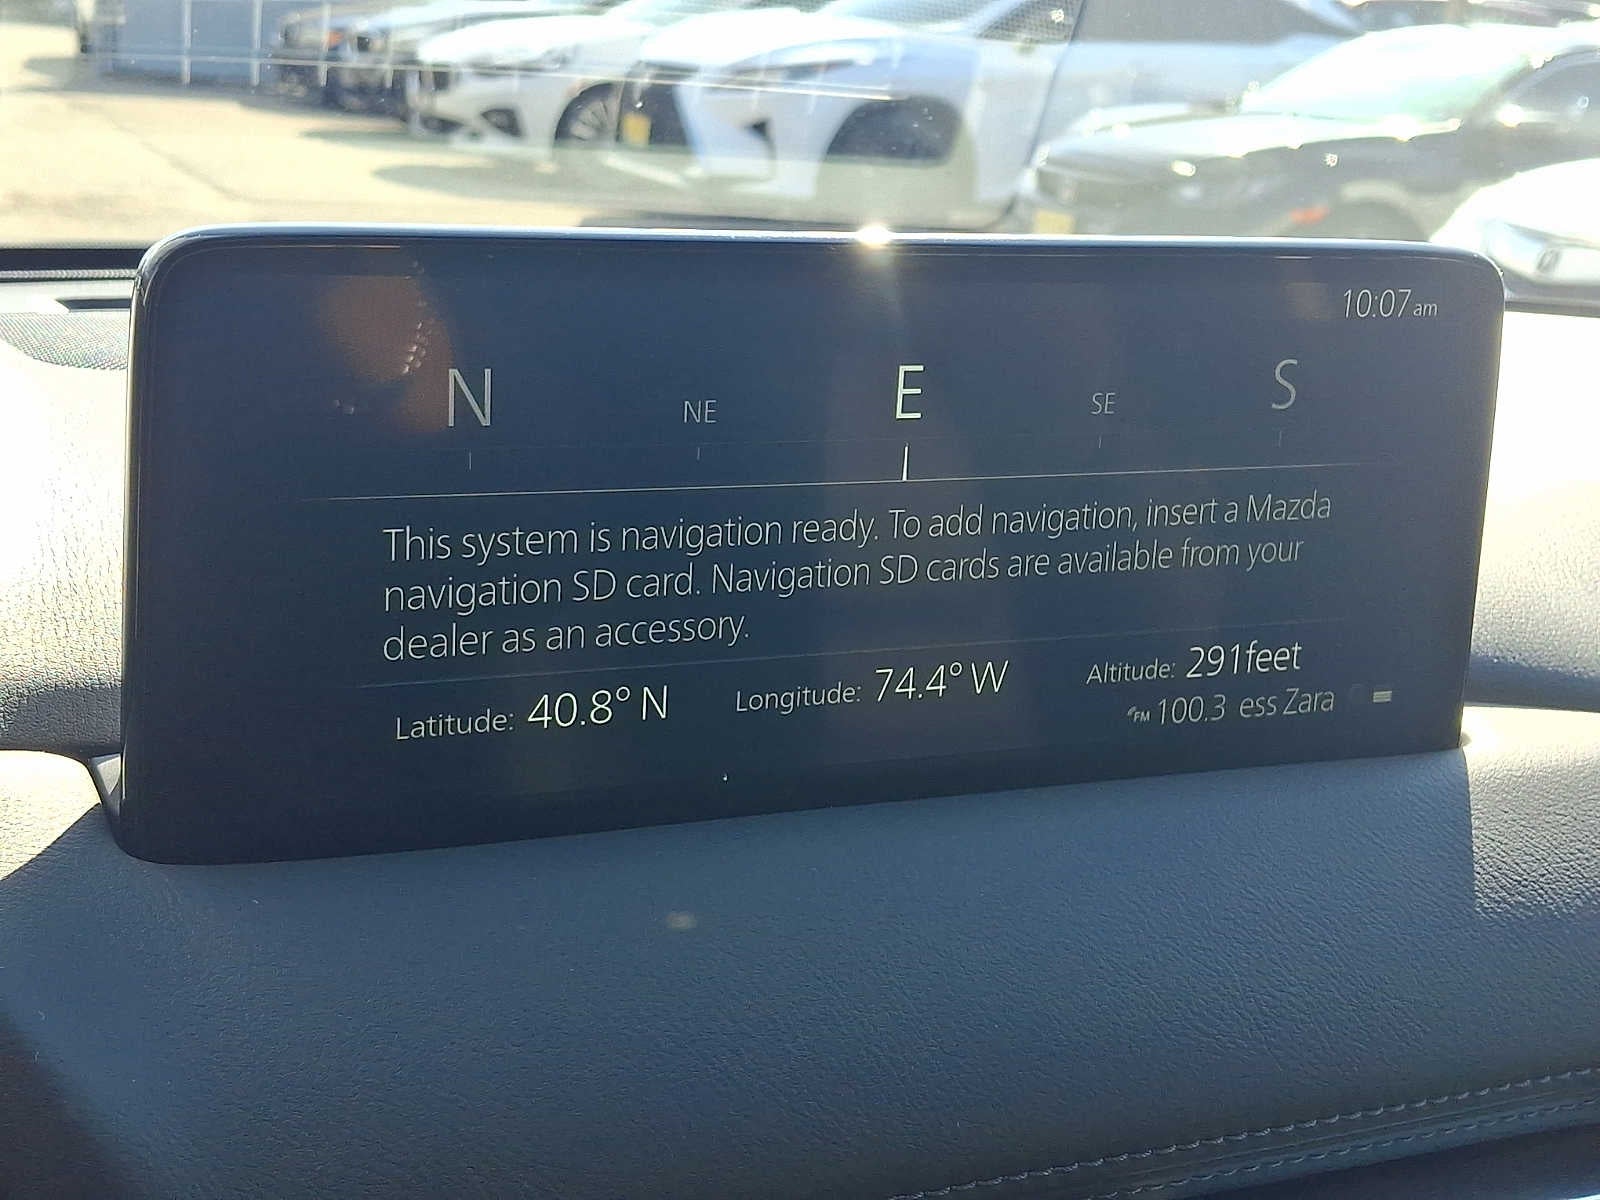 10:07 am
N NE E SE S
This system is navigation ready. To add navigation, insert a Mazda
navigation SD card. Navigation SD cards are available from your
dealer as an accessory.
Latitude: 40.8° N Longitude: 74.4° W Altitude: 291feet
FM 100.3 ess Zara